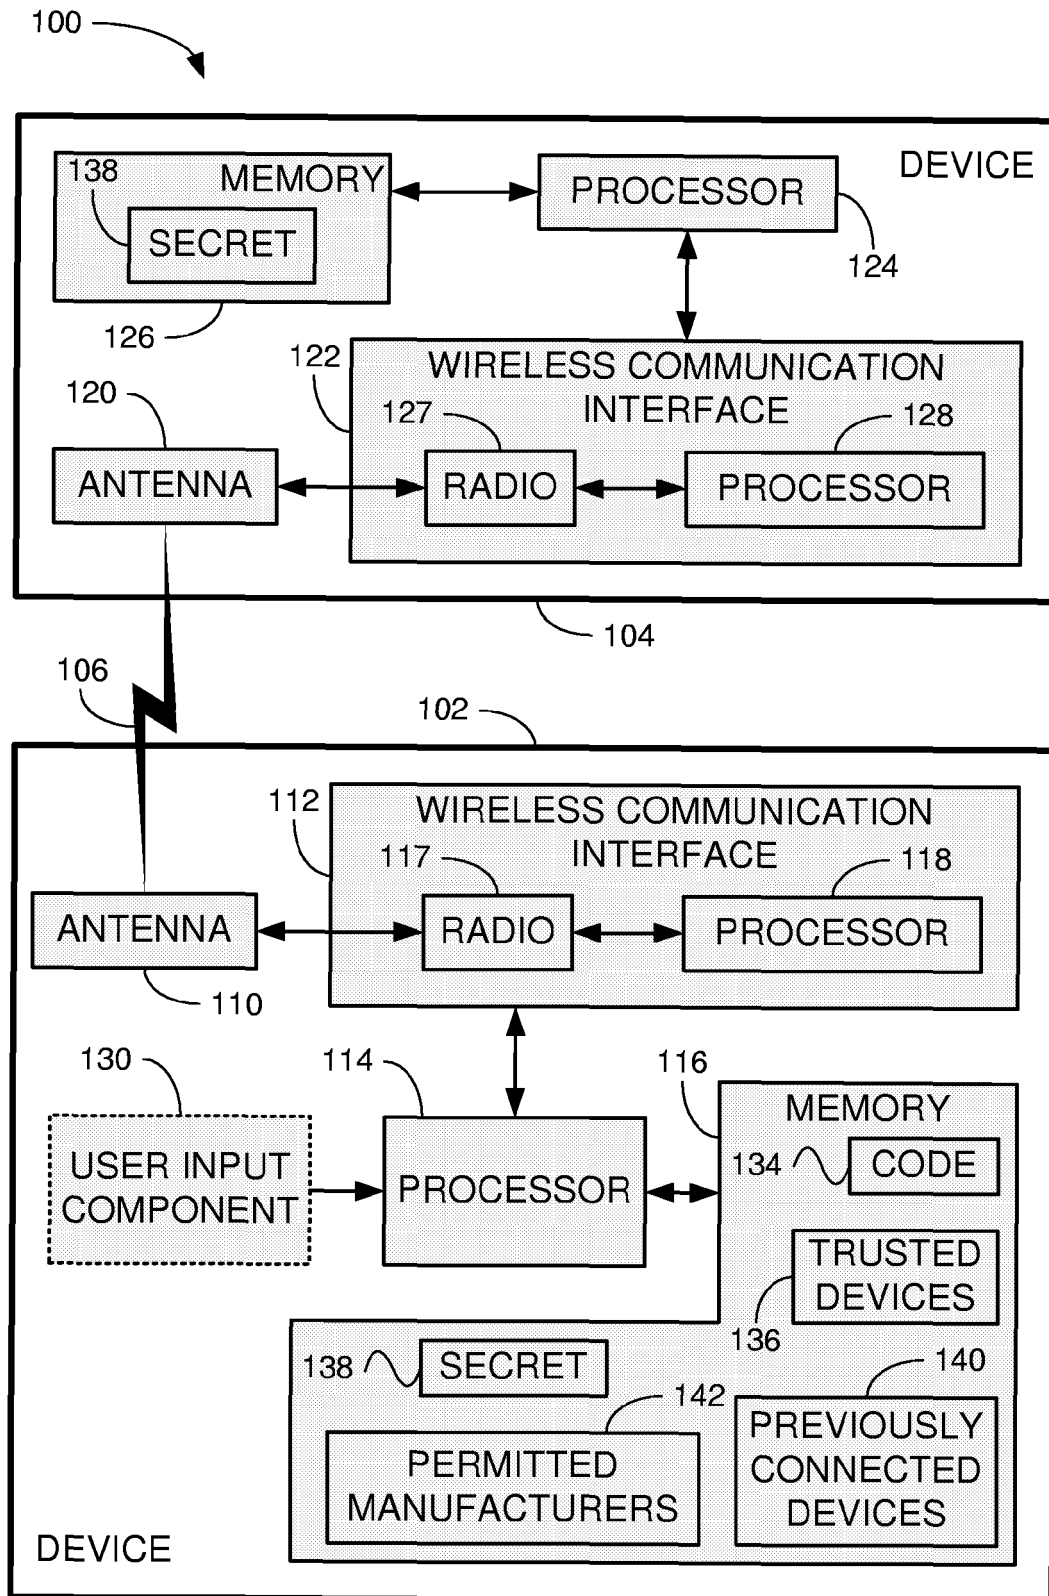 100
DEVICE
138
MEMORY
SECRET
PROCESSOR
124
126
122
WIRELESS COMMUNICATION
INTERFACE
120
127
128
ANTENNA
RADIO
PROCESSOR
104
106
102
112
WIRELESS COMMUNICATION
INTERFACE
117
118
ANTENNA
RADIO
PROCESSOR
110
130
114
116
USER INPUT
COMPONENT
PROCESSOR
MEMORY
134
CODE
TRUSTED
DEVICES
136
138
SECRET
140
142
PERMITTED
MANUFACTURERS
PREVIOUSLY
CONNECTED
DEVICES
DEVICE